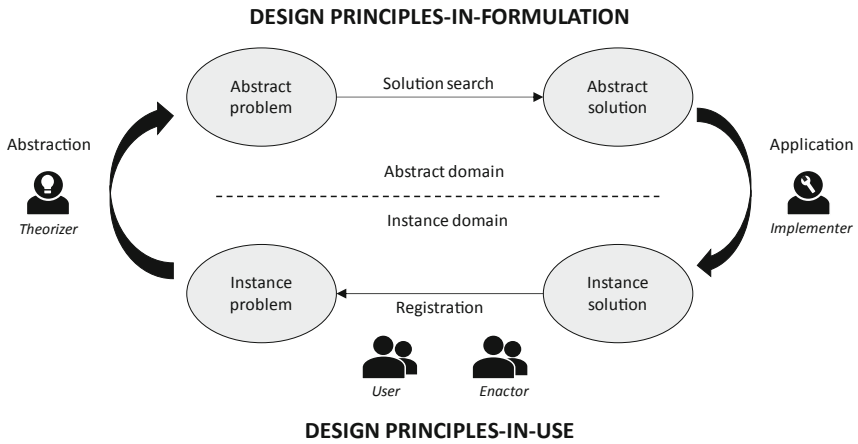 DESIGN PRINCIPLES-IN-FORMULATION
Abstract
problem
Solution search
Abstract
solution
Abstraction
Theorizer
Application
Implementer
Abstract domain
Instance domain
Instance
problem
Registration
Instance
solution
User
Enactor
DESIGN PRINCIPLES-IN-USE